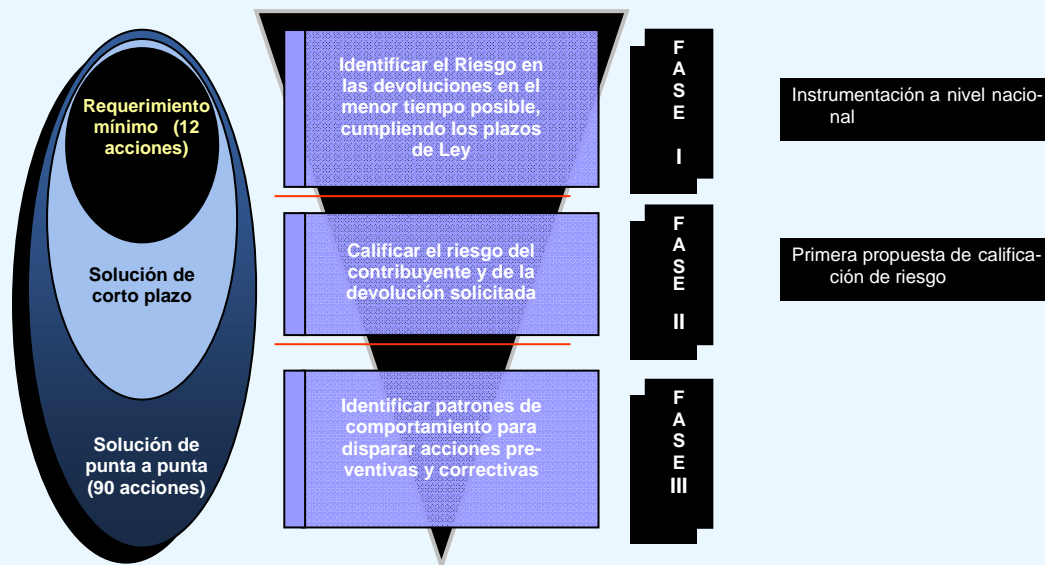 Requerimiento
mínimo (12
acciones)
Solución de
corto plazo
Solución de
punta a punta
(90 acciones)
Identificar el Riesgo en
las devoluciones en el
menor tiempo posible,
cumpliendo los plazos
de Ley
F
A
S
E
I
Instrumentación a nivel nacio-
nal
Calificar el riesgo del
contribuyente y de la
devolución solicitada
F
A
S
E
II
Primera propuesta de califica-
ción de riesgo
Identificar patrones de
comportamiento para
disparar acciones pre-
ventivas y correctivas
F
A
S
E
III